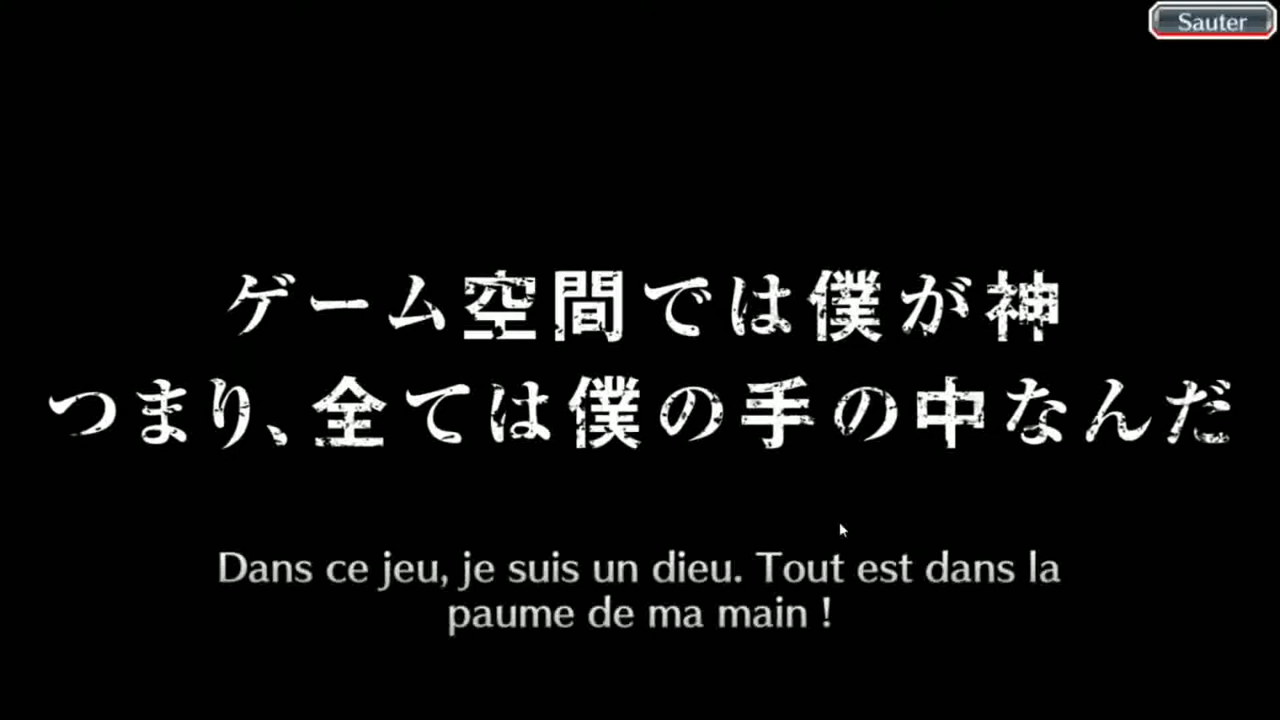 Sauter
ゲーム空間では僕が神
つまり、全ては僕の手の中なんだ
Dans ce jeu, je suis un dieu. Tout est dans la
paume de ma main !